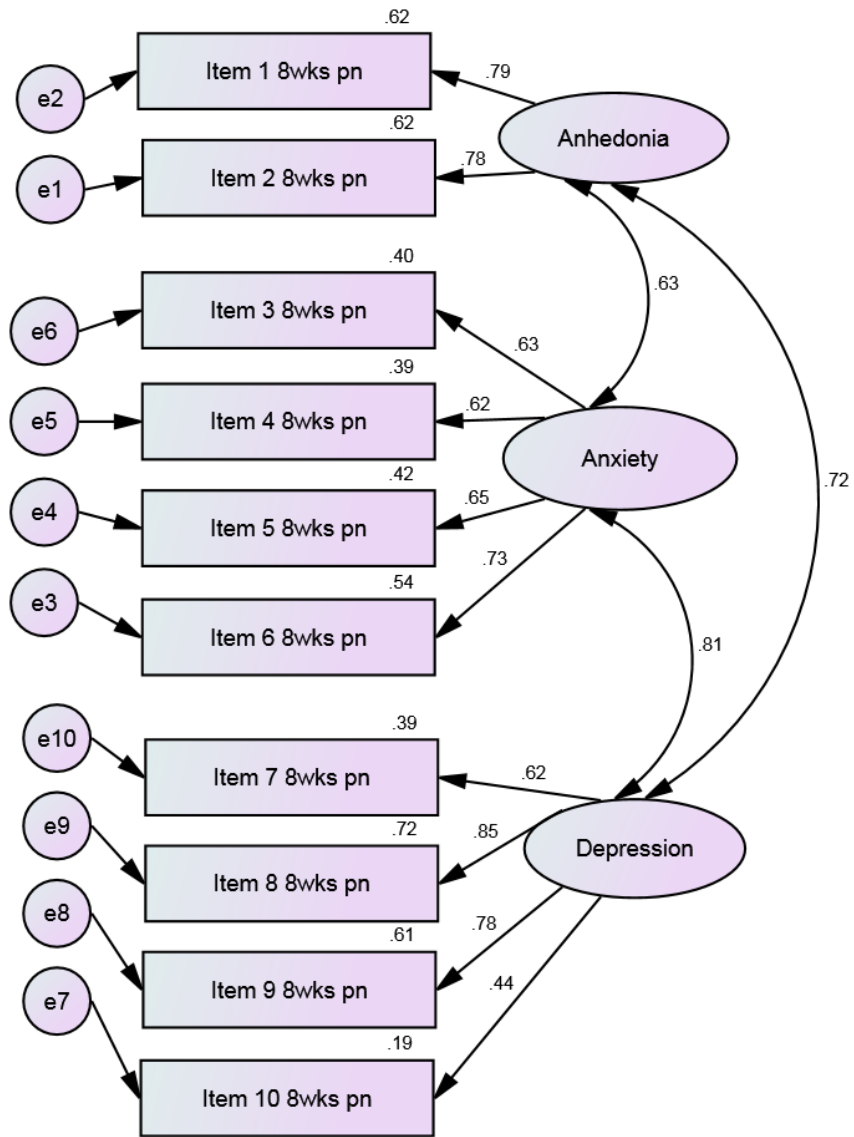 .62
Item 1 8wks pn
.79
e2
Anhedonia
.62
Item 2 8wks pn
.78
e1
.40
Item 3 8wks pn
.63
e6
.63
.39
Item 4 8wks pn
.62
e5
Anxiety
.42
Item 5 8wks pn
.65
e4
.72
.54
Item 6 8wks pn
.73
e3
.81
.39
Item 7 8wks pn
.62
e10
.72
Item 8 8wks pn
.85
e9
Depression
.61
Item 9 8wks pn
.78
e8
.44
e7
.19
Item 10 8wks pn